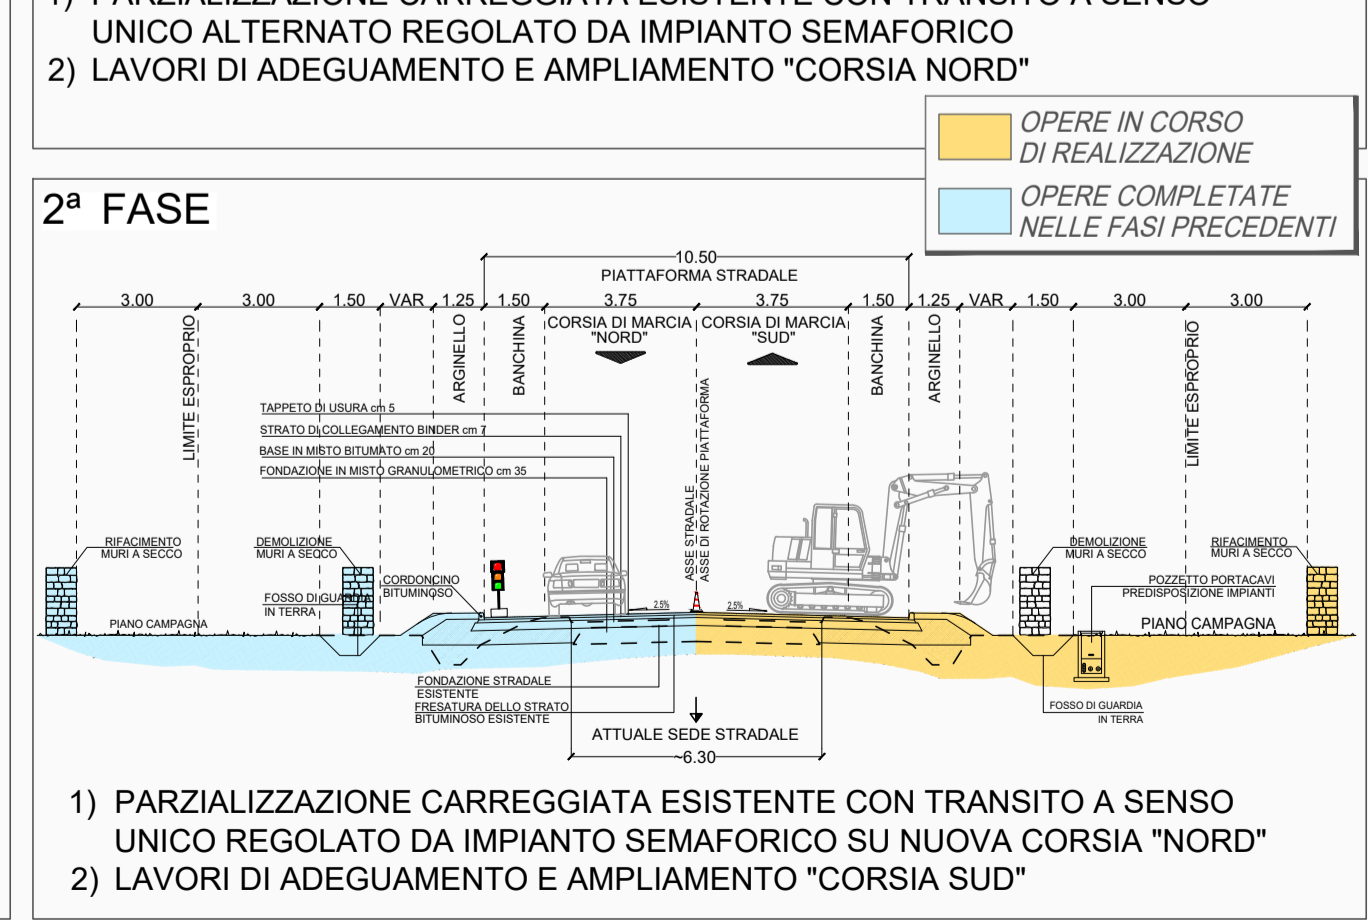 1) PARZIALIZZAZIONE CARREGGIATA ESISTENTE CON TRANSITO A SENSO
UNICO ALTERNATO REGOLATO DA IMPIANTO SEMAFORICO
2) LAVORI DI ADEGUAMENTO E AMPLIAMENTO "CORSIA NORD"
OPERE IN CORSO
DI REALIZZAZIONE
OPERE COMPLETATE
NELLE FASI PRECEDENTI
2ª FASE
10.50
PIATTAFORMA STRADALE
3.00 3.00 1.50 VAR 1.25 1.50 3.75 3.75 1.50 1.25 VAR 1.50 3.00 3.00
LIMITE ESPROPRIO
ARGINELLO
BANCHINA
CORSIA DI MARCIA
"NORD"
CORSIA DI MARCIA
"SUD"
BANCHINA
ARGINELLO
LIMITE ESPROPRIO
TAPPETO DI USURA cm 5
STRATO DI COLLEGAMENTO BINDER cm 7
BASE IN MISTO BITUMATO cm 20
FONDAZIONE IN MISTO GRANULOMETRICO cm 35
ASSE STRADALE
ASSE DI ROTAZIONE PIATTAFORMA
RIFACIMENTO
MURI A SECCO
DEMOLIZIONE
MURI A SECCO
FOSSO DI GUARDIA
IN TERRA
CORDONCINO
BITUMINOSO
PIANO CAMPAGNA
2.5%
2.5%
DEMOLIZIONE
MURI A SECCO
RIFACIMENTO
MURI A SECCO
POZZETTO PORTACAVI
PREDISPOSIZIONE IMPIANTI
PIANO CAMPAGNA
FONDAZIONE STRADALE
ESISTENTE
FRESATURA DELLO STRATO
BITUMINOSO ESISTENTE
FOSSO DI GUARDIA
IN TERRA
ATTUALE SEDE STRADALE
~6.30
1) PARZIALIZZAZIONE CARREGGIATA ESISTENTE CON TRANSITO A SENSO
UNICO REGOLATO DA IMPIANTO SEMAFORICO SU NUOVA CORSIA "NORD"
2) LAVORI DI ADEGUAMENTO E AMPLIAMENTO "CORSIA SUD"